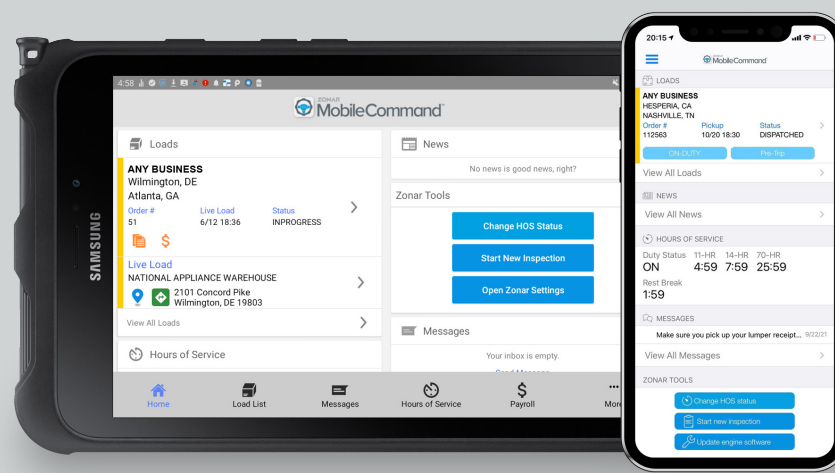 SAMSUNG
4:58
ZONAR
MobileCommand
Loads
ANY BUSINESS
Wilmington, DE
Atlanta, GA
Order # Live Load Status
51 6/12 18:36 INPROGRESS
$
Live Load
NATIONAL APPLIANCE WAREHOUSE
2101 Concord Pike
Wilmington, DE 19803
View All Loads
Hours of Service
News
No news is good news, right?
Zonar Tools
Change HOS Status
Start New Inspection
Open Zonar Settings
Messages
Your inbox is empty.
Send Message
Home Load List Messages Hours of Service $ Payroll
20:15
MobileCommand
LOADS
ANY BUSINESS
HESPERIA, CA
NASHVILLE, TN
Order # Pickup Status
112563 10/20 18:30 DISPATCHED
ON-DUTY Pre-Trip
View All Loads
NEWS
View All News
HOURS OF SERVICE
Duty Status 11-HR 14-HR 70-HR
ON 4:59 7:59 25:59
Rest Break
1:59
MESSAGES
Make sure you pick up your lumper receipt... 9/22/21
View All Messages
ZONAR TOOLS
Change HOS status
Start new inspection
Update engine software